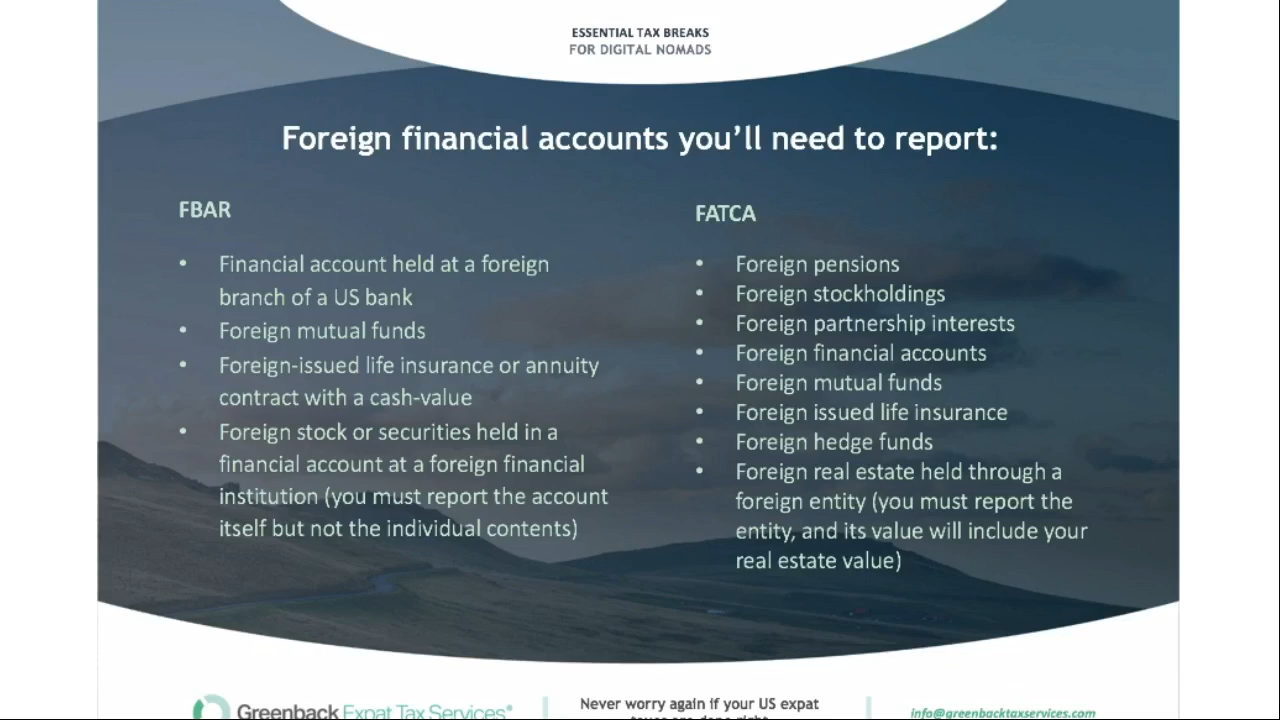 ESSENTIAL TAX BREAKS
FOR DIGITAL NOMADS
Foreign financial accounts you’ll need to report:
FBAR
• Financial account held at a foreign
branch of a US bank
• Foreign mutual funds
• Foreign-issued life insurance or annuity
contract with a cash-value
• Foreign stock or securities held in a
financial account at a foreign financial
institution (you must report the account
itself but not the individual contents)
FATCA
• Foreign pensions
• Foreign stockholdings
• Foreign partnership interests
• Foreign financial accounts
• Foreign mutual funds
• Foreign issued life insurance
• Foreign hedge funds
• Foreign real estate held through a
foreign entity (you must report the
entity, and its value will include your
real estate value)
Greenback Expat Tax Services®
Never worry again if your US expat
taxes are done right
info@greenbacktaxservices.com